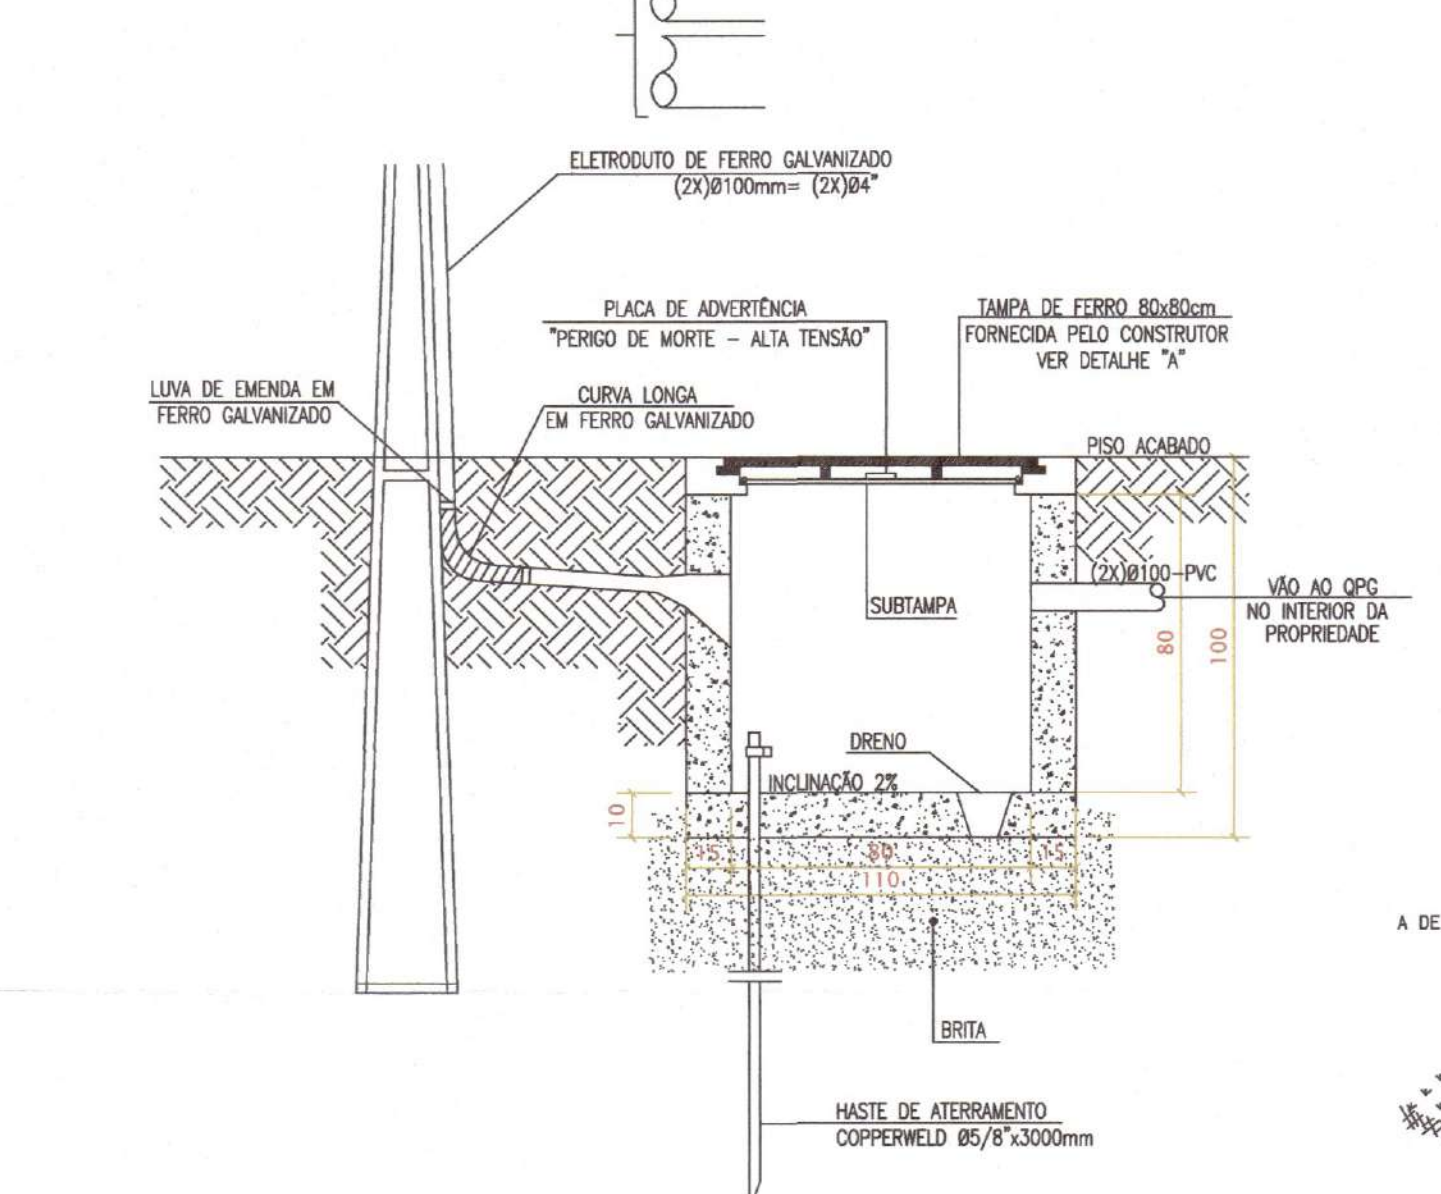 ELETRODUTO DE FERRO GALVANIZADO
(2X)Ø100mm= (2X)Ø4"
PLACA DE ADVERTÊNCIA
"PERIGO DE MORTE - ALTA TENSÃO"
TAMPA DE FERRO 80x80cm
FORNECIDA PELO CONSTRUTOR
VER DETALHE "A"
LUVA DE EMENDA EM
FERRO GALVANIZADO
CURVA LONGA
EM FERRO GALVANIZADO
PISO ACABADO
(2X)Ø100-PVC
VÃO AO QPG
NO INTERIOR DA
PROPRIEDADE
SUBTAMPA
80
100
DRENO
INCLINAÇÃO 2%
10
15
80
15
110
A DE
BRITA
HASTE DE ATERRAMENTO
COPPERWELD Ø5/8"x3000mm